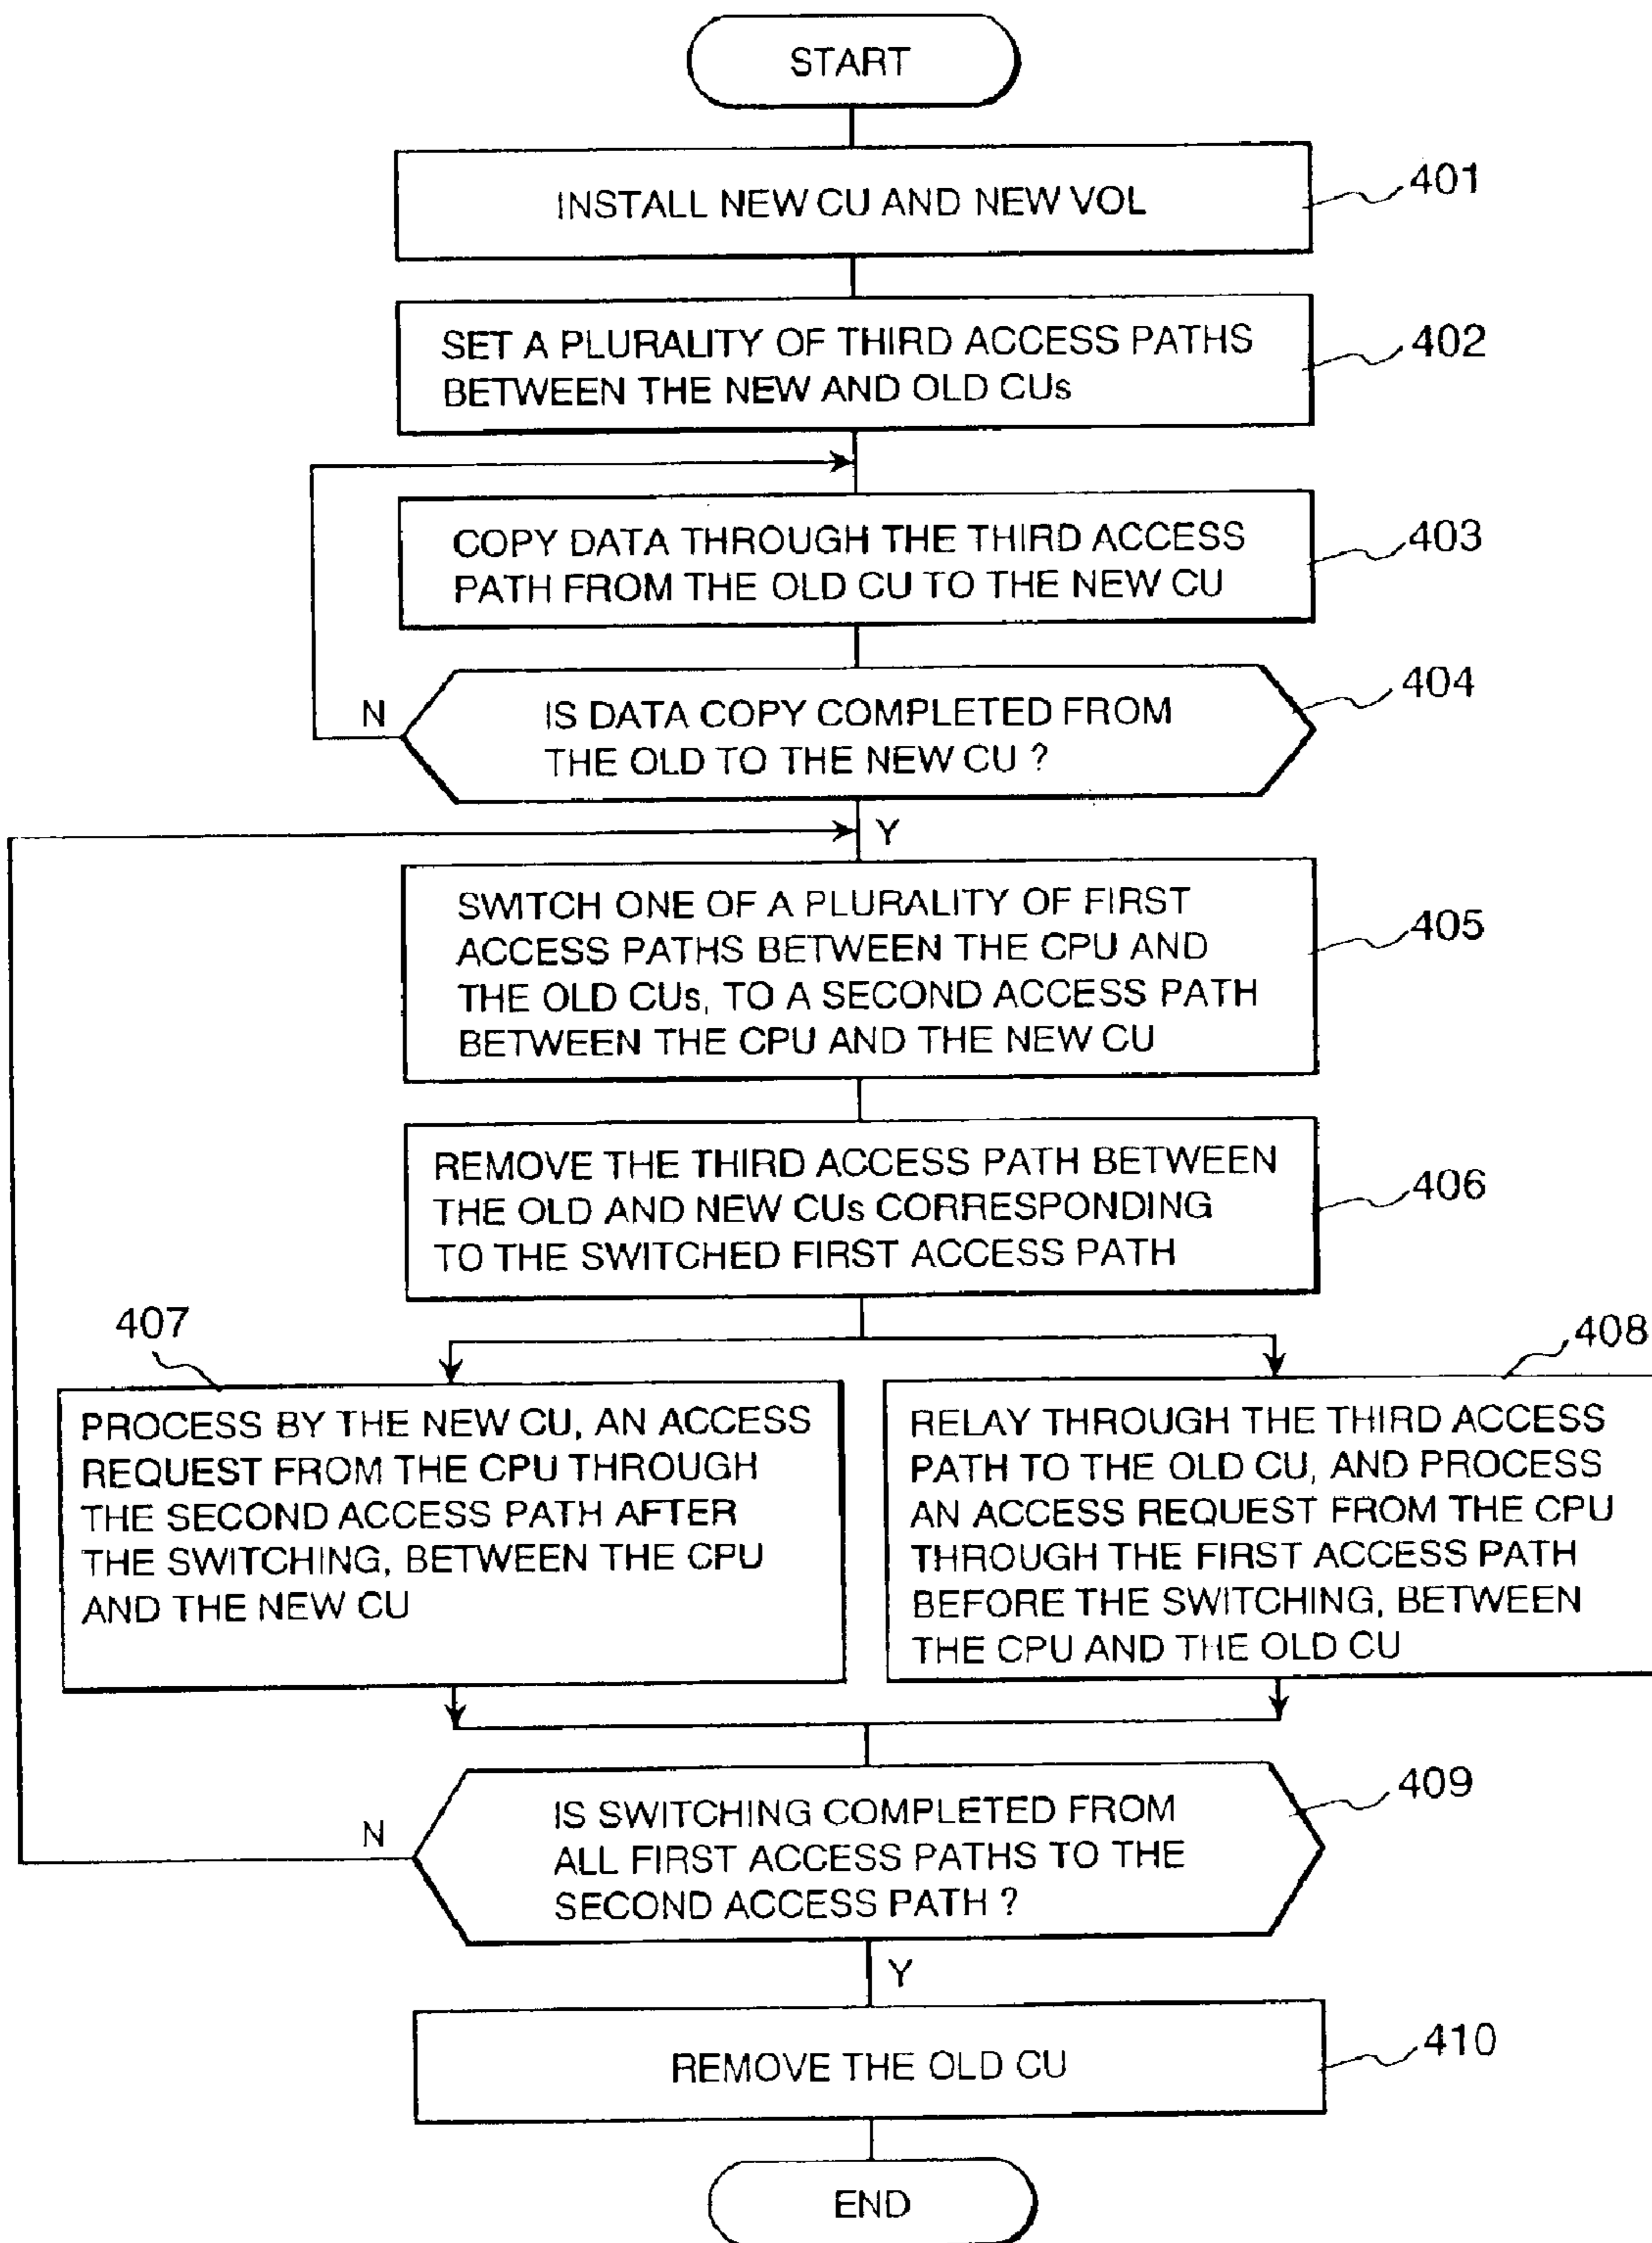 START
INSTALL NEW CU AND NEW VOL
401
SET A PLURALITY OF THIRD ACCESS PATHS
BETWEEN THE NEW AND OLD CUs
402
COPY DATA THROUGH THE THIRD ACCESS
PATH FROM THE OLD CU TO THE NEW CU
403
IS DATA COPY COMPLETED FROM
THE OLD TO THE NEW CU ?
404
N
Y
SWITCH ONE OF A PLURALITY OF FIRST
ACCESS PATHS BETWEEN THE CPU AND
THE OLD CUs, TO A SECOND ACCESS PATH
BETWEEN THE CPU AND THE NEW CU
405
REMOVE THE THIRD ACCESS PATH BETWEEN
THE OLD AND NEW CUs CORRESPONDING
TO THE SWITCHED FIRST ACCESS PATH
406
407
PROCESS BY THE NEW CU, AN ACCESS
REQUEST FROM THE CPU THROUGH
THE SECOND ACCESS PATH AFTER
THE SWITCHING, BETWEEN THE CPU
AND THE NEW CU
408
RELAY THROUGH THE THIRD ACCESS
PATH TO THE OLD CU, AND PROCESS
AN ACCESS REQUEST FROM THE CPU
THROUGH THE FIRST ACCESS PATH
BEFORE THE SWITCHING, BETWEEN
THE CPU AND THE OLD CU
IS SWITCHING COMPLETED FROM
ALL FIRST ACCESS PATHS TO THE
SECOND ACCESS PATH ?
409
N
Y
REMOVE THE OLD CU
410
END